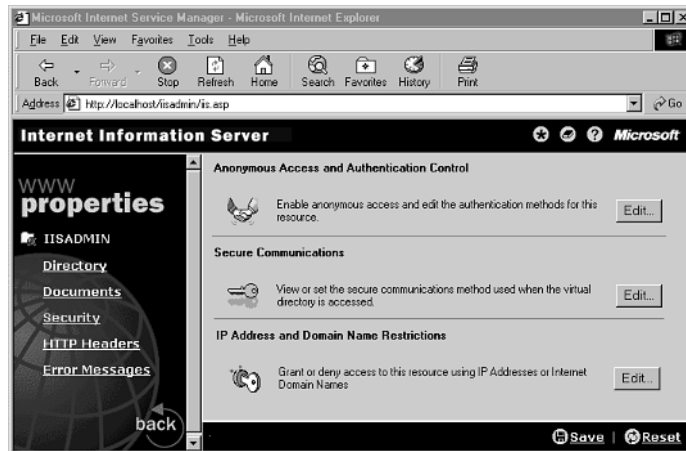 Microsoft Internet Service Manager - Microsoft Internet Explorer
File Edit View Favorites Tools Help
Back Forward Stop Refresh Home Search Favorites History Print
Address http://localhost/iisadmin/iis.asp Go
Internet Information Server Microsoft
www
properties
IISADMIN
Directory
Documents
Security
HTTP Headers
Error Messages
back
Anonymous Access and Authentication Control
Enable anonymous access and edit the authentication methods for this
resource.
Edit...
Secure Communications
View or set the secure communications method used when the virtual
directory is accessed.
Edit...
IP Address and Domain Name Restrictions
Grant or deny access to this resource using IP Addresses or Internet
Domain Names
Edit...
Save | Reset